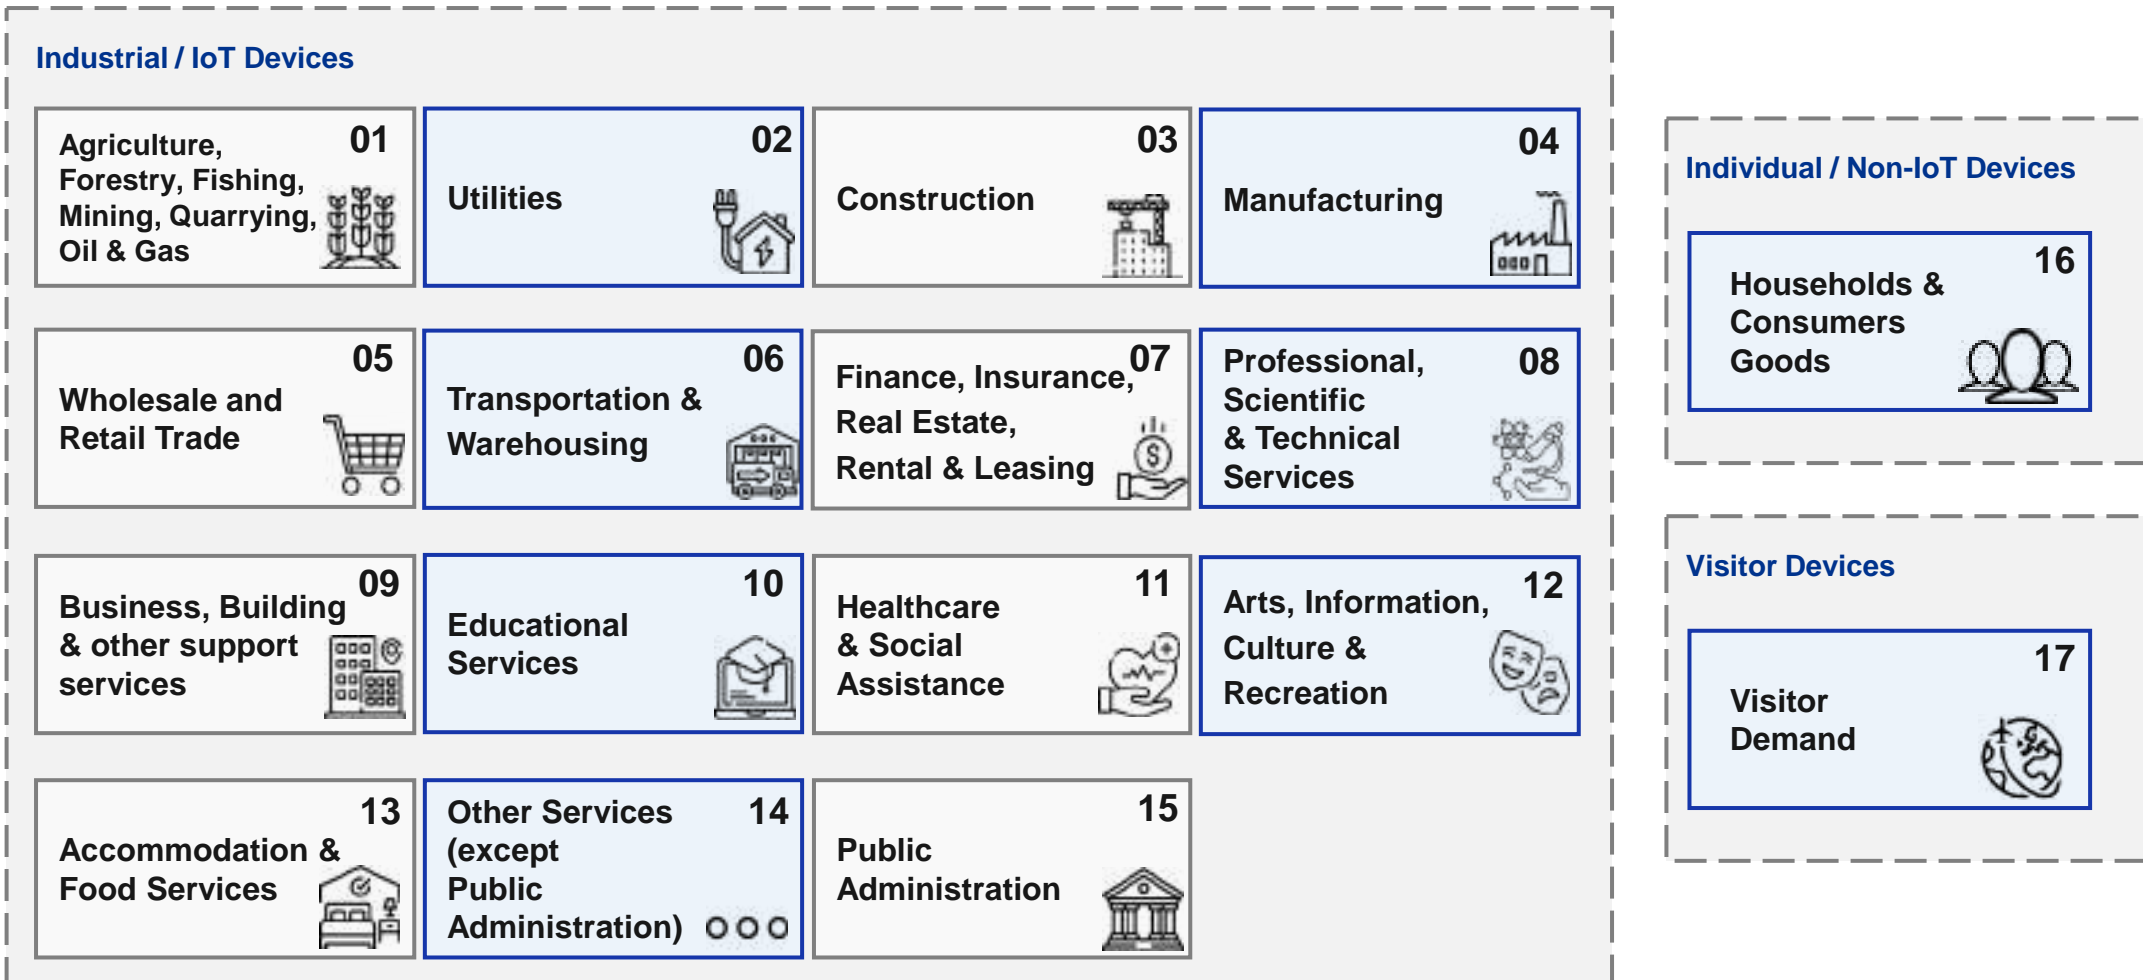 Industrial / IoT Devices
01
Agriculture,
Forestry, Fishing,
Mining, Quarrying,
Oil & Gas
02
Utilities
03
Construction
04
Manufacturing
05
Wholesale and
Retail Trade
06
Transportation &
Warehousing
07
Finance, Insurance,
Real Estate,
Rental & Leasing
08
Professional,
Scientific
& Technical
Services
09
Business, Building
& other support
services
10
Educational
Services
11
Healthcare
& Social
Assistance
12
Arts, Information,
Culture &
Recreation
13
Accommodation &
Food Services
14
Other Services
(except
Public
Administration)
15
Public
Administration
Individual / Non-IoT Devices
16
Households &
Consumers
Goods
Visitor Devices
17
Visitor
Demand